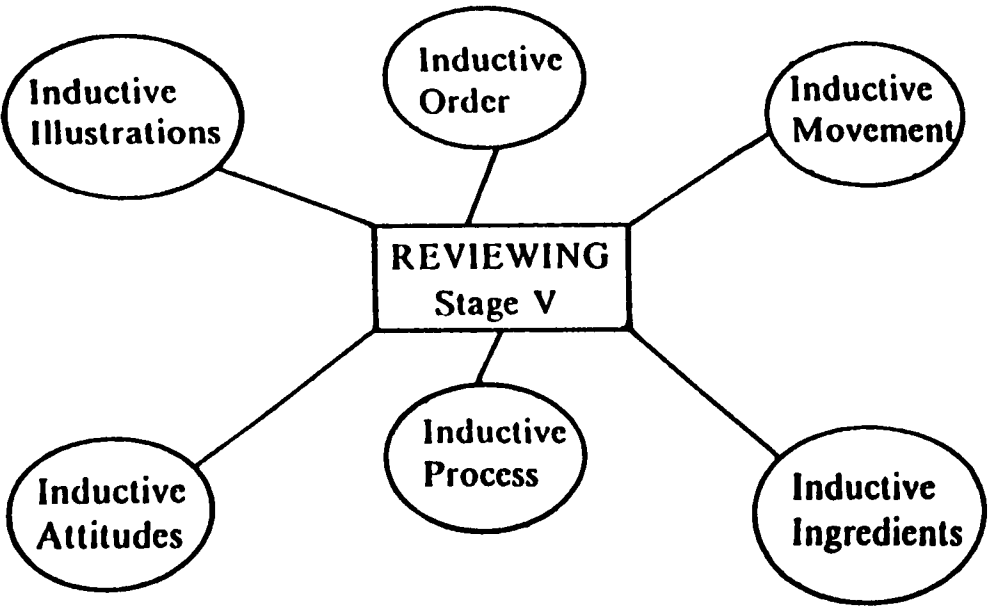 Inductive
Illustrations
Inductive
Order
Inductive
Movement
REVIEWING
Stage V
Inductive
Attitudes
Inductive
Process
Inductive
Ingredients